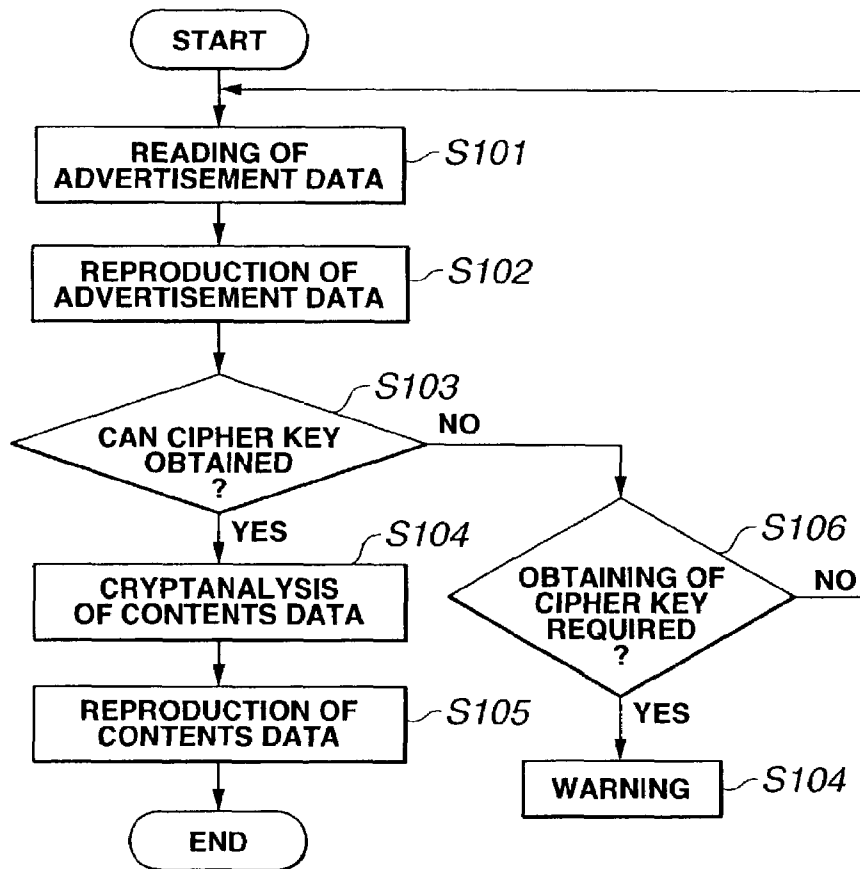 START
READING OF
ADVERTISEMENT DATA
S101
REPRODUCTION OF
ADVERTISEMENT DATA
S102
S103
CAN CIPHER KEY
OBTAINED
?
NO
YES
S104
CRYPTANALYSIS
OF CONTENTS DATA
S106
OBTAINING OF
CIPHER KEY
REQUIRED
?
NO
YES
REPRODUCTION OF
CONTENTS DATA
S105
WARNING
S104
END